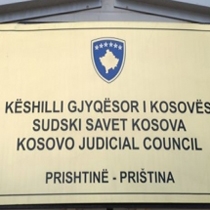 KËSHILLI GJYQËSOR I KOSOVËS
SUDSKI SAVET KOSOVA
KOSOVO JUDICIAL COUNCIL
PRISHTINË - PRIŠTINA